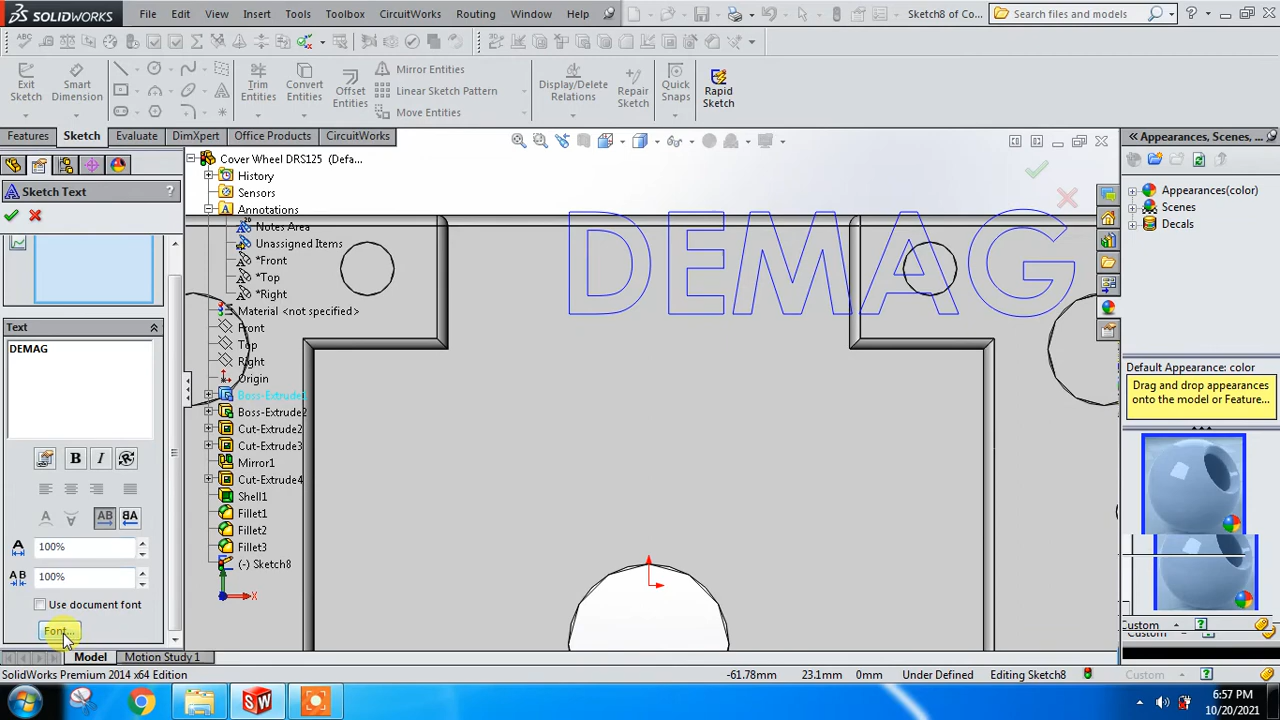 SOLIDWORKS File Edit View Insert Tools Toolbox CircuitWorks Routing Window Help Sketch8 of Co... Search files and models
Exit Sketch Smart Dimension Trim Entities Convert Entities Offset Entities Mirror Entities Linear Sketch Pattern Move Entities Display/Delete Relations Repair Sketch Quick Snaps Rapid Sketch
Features Sketch Evaluate DimXpert Office Products CircuitWorks
Appearances, Scenes, ...
Sketch Text ?
Cover Wheel DRS125 (Defa...
History
Sensors
Annotations
Notes Area
Unassigned Items
*Front
*Top
*Right
Material <not specified>
Front
Top
Right
Origin
Boss-Extrude
Boss-Extrude2
Cut-Extrude2
Cut-Extrude3
Mirror1
Cut-Extrude4
Shell1
Fillet1
Fillet2
Fillet3
(-) Sketch8
Text
DEMAG
B I
AB
100%
AB 100%
Use document font
Font...
DEMAG
X
Appearances(color)
Scenes
Decals
Default Appearance: color
Drag and drop appearances
onto the model or Feature...
Custom
Model Motion Study 1
SolidWorks Premium 2014 x64 Edition -61.78mm 23.1mm 0mm Under Defined Editing Sketch8 Custom
6:57 PM
10/20/2021